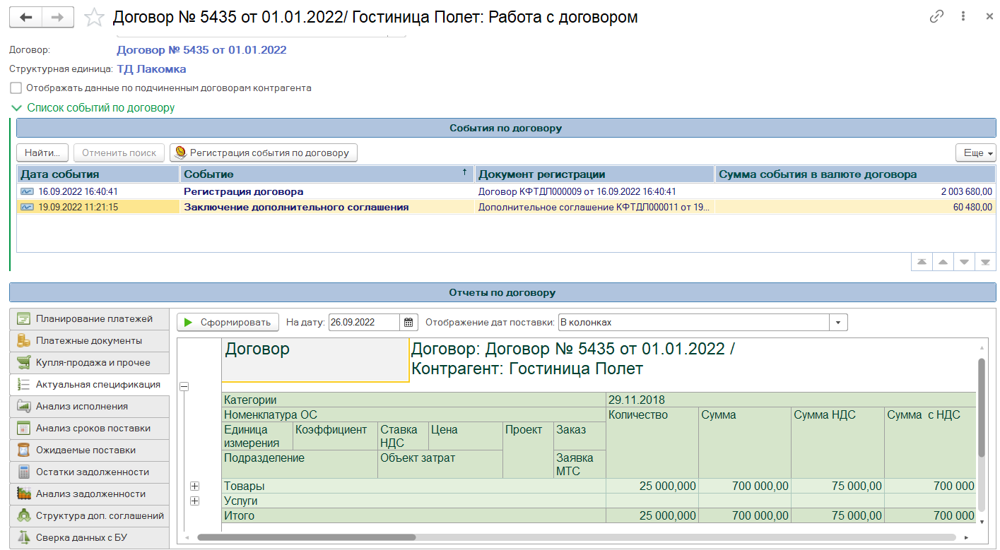 Договор № 5435 от 01.01.2022/ Гостиница Полет: Работа с договором
Договор: Договор № 5435 от 01.01.2022
Структурная единица: ТД Лакомка
Отображать данные по подчиненным договорам контрагента
Список событий по договору
События по договору
Найти... Отменить поиск Регистрация события по договору Еще
Дата события Событие ↑ Документ регистрации Сумма события в валюте договора
16.09.2022 16:40:41 Регистрация договора Договор КФТДП000009 от 16.09.2022 16:40:41 2 003 680,00
19.09.2022 11:21:15 Заключение дополнительного соглашения Дополнительное соглашение КФТДП000011 от 19... 60 480,00
Отчеты по договору
Планирование платежей
Платежные документы
Купля-продажа и прочее
Актуальная спецификация
Анализ исполнения
Анализ сроков поставки
Ожидаемые поставки
Остатки задолженности
Анализ задолженности
Структура доп. соглашений
Сверка данных с БУ
Сформировать На дату: 26.09.2022 Отображение дат поставки: В колонках
Договор Договор: Договор № 5435 от 01.01.2022 /
Контрагент: Гостиница Полет
Категории 29.11.2018
Номенклатура ОС Количество Сумма Сумма НДС Сумма с НДС
Единица Коэффициент Ставка Цена Проект Заказ
измерения НДС
Подразделение Объект затрат Заявка
МТС
Товары 25 000,000 700 000,00 75 000,00 700 000
Услуги
Итого 25 000,000 700 000,00 75 000,00 700 000